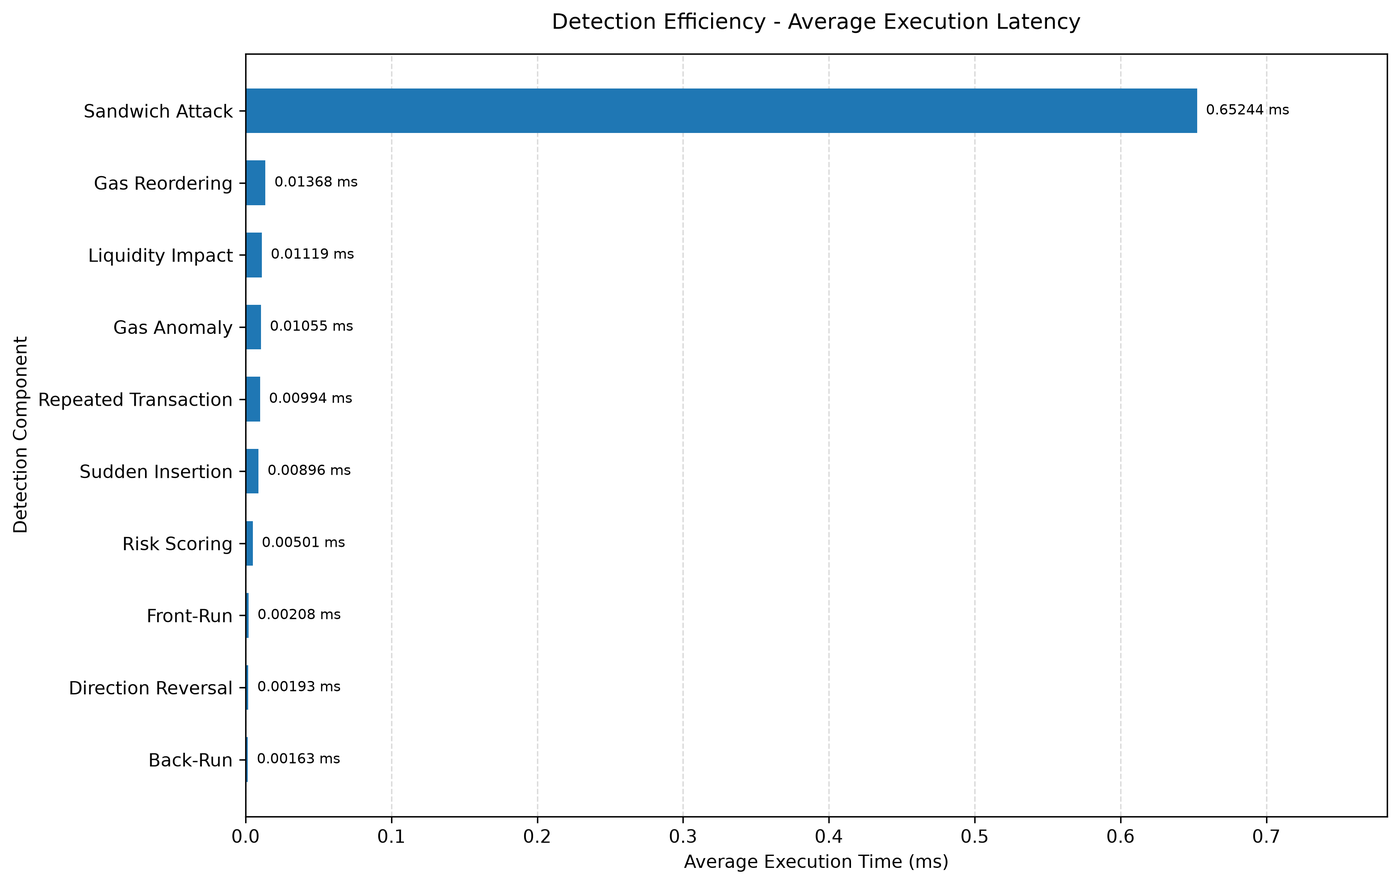 Detection Efficiency - Average Execution Latency
Sandwich Attack
0.65244 ms
Gas Reordering
0.01368 ms
Liquidity Impact
0.01119 ms
Gas Anomaly
0.01055 ms
Repeated Transaction
0.00994 ms
Sudden Insertion
0.00896 ms
Risk Scoring
0.00501 ms
Front-Run
0.00208 ms
Direction Reversal
0.00193 ms
Back-Run
0.00163 ms
Detection Component
0.0 0.1 0.2 0.3 0.4 0.5 0.6 0.7
Average Execution Time (ms)